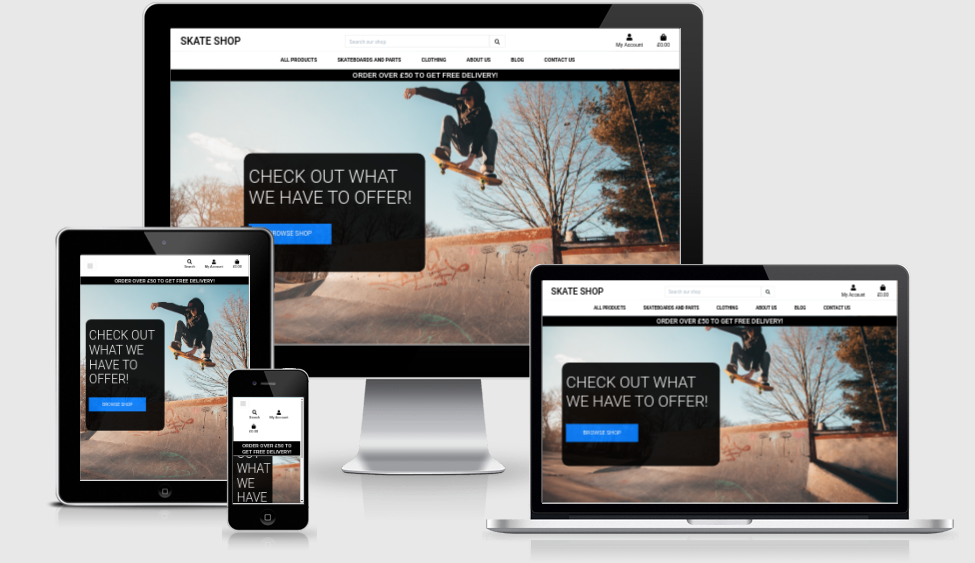 SKATE SHOP
Search our shop
My Account
£0.00
ALL PRODUCTS SKATEBOARDS AND PARTS CLOTHING ABOUT US BLOG CONTACT US
ORDER OVER £50 TO GET FREE DELIVERY!
CHECK OUT WHAT
WE HAVE TO OFFER!
ROWSE SHOP
Search My Account £0.00
ORDER OVER £50 TO GET FREE DELIVERY!
CHECK OUT
WHAT WE
HAVE TO
OFFER!
BROWSE SHOP
Search My Account
£0.00
ORDER OVER £50 TO
GET FREE DELIVERY!
OUT
WHAT
WE
HAVE
SKATE SHOP
Search our shop
My Account £0.00
ALL PRODUCTS SKATEBOARDS AND PARTS CLOTHING ABOUT US BLOG CONTACT US
ORDER OVER £50 TO GET FREE DELIVERY!
CHECK OUT WHAT
WE HAVE TO OFFER!
BROWSE SHOP